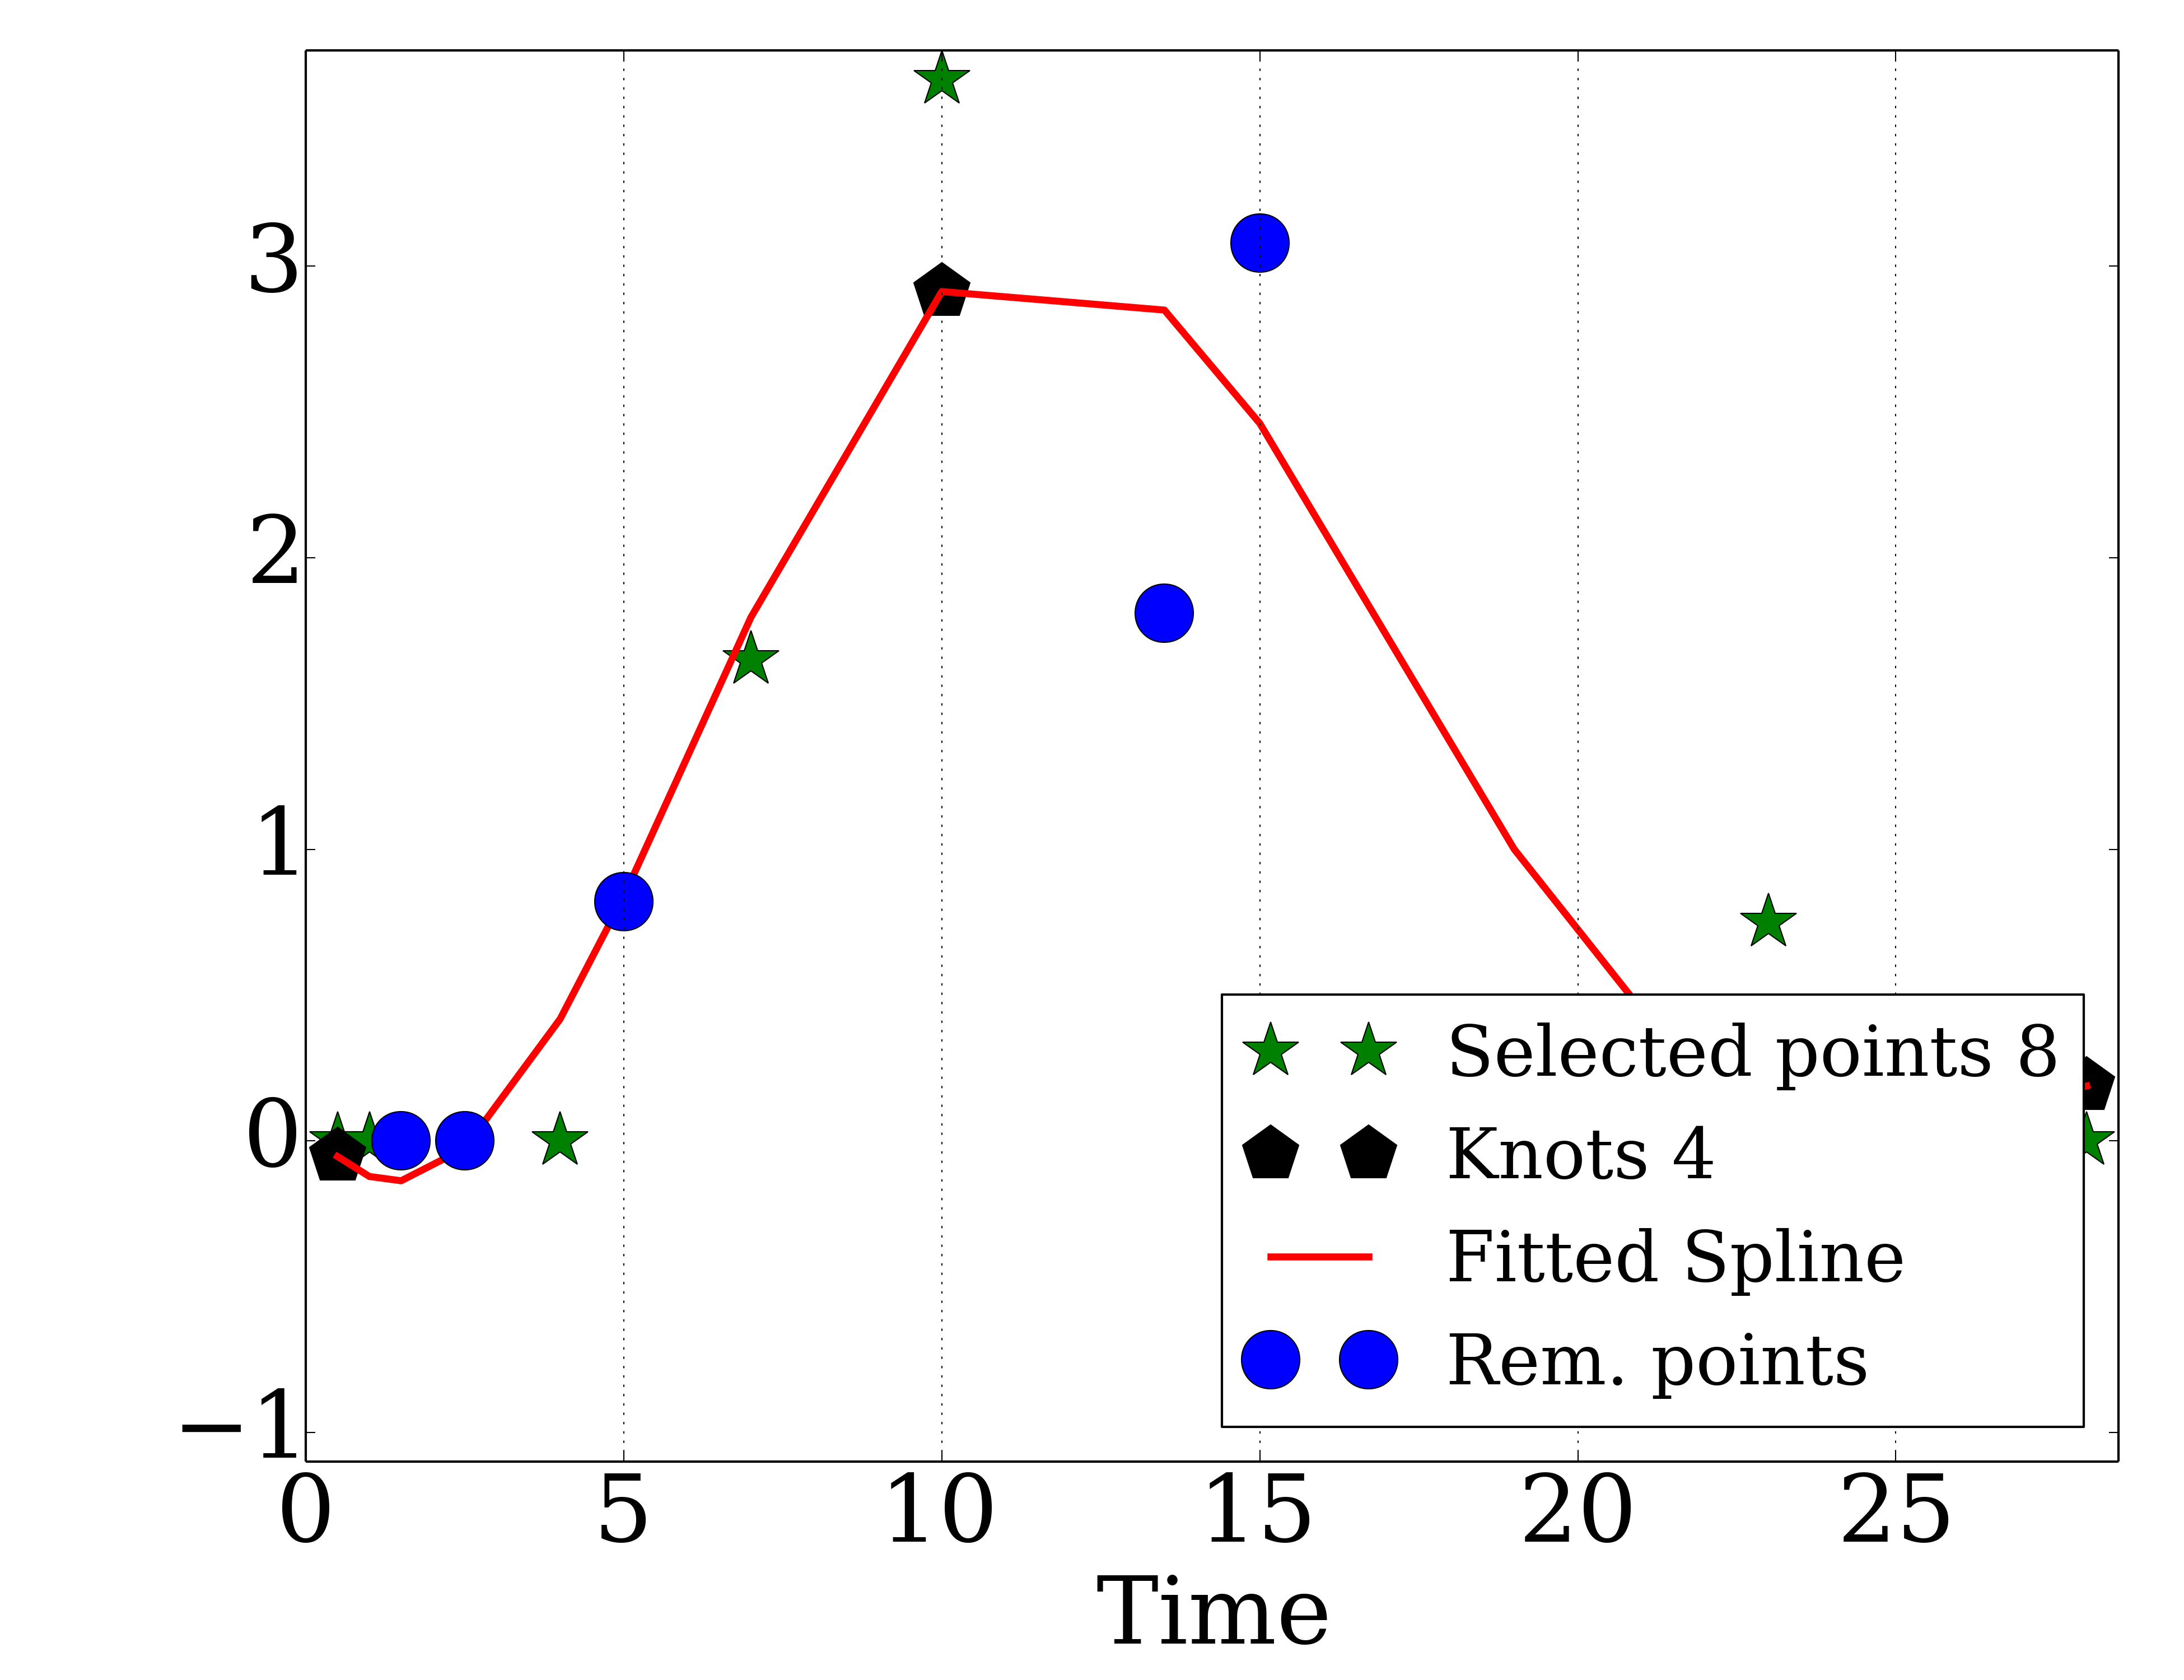 3
2
1
0
−1
Selected points 8
Knots 4
Fitted Spline
Rem. points
0 5 10 15 20 25
Time